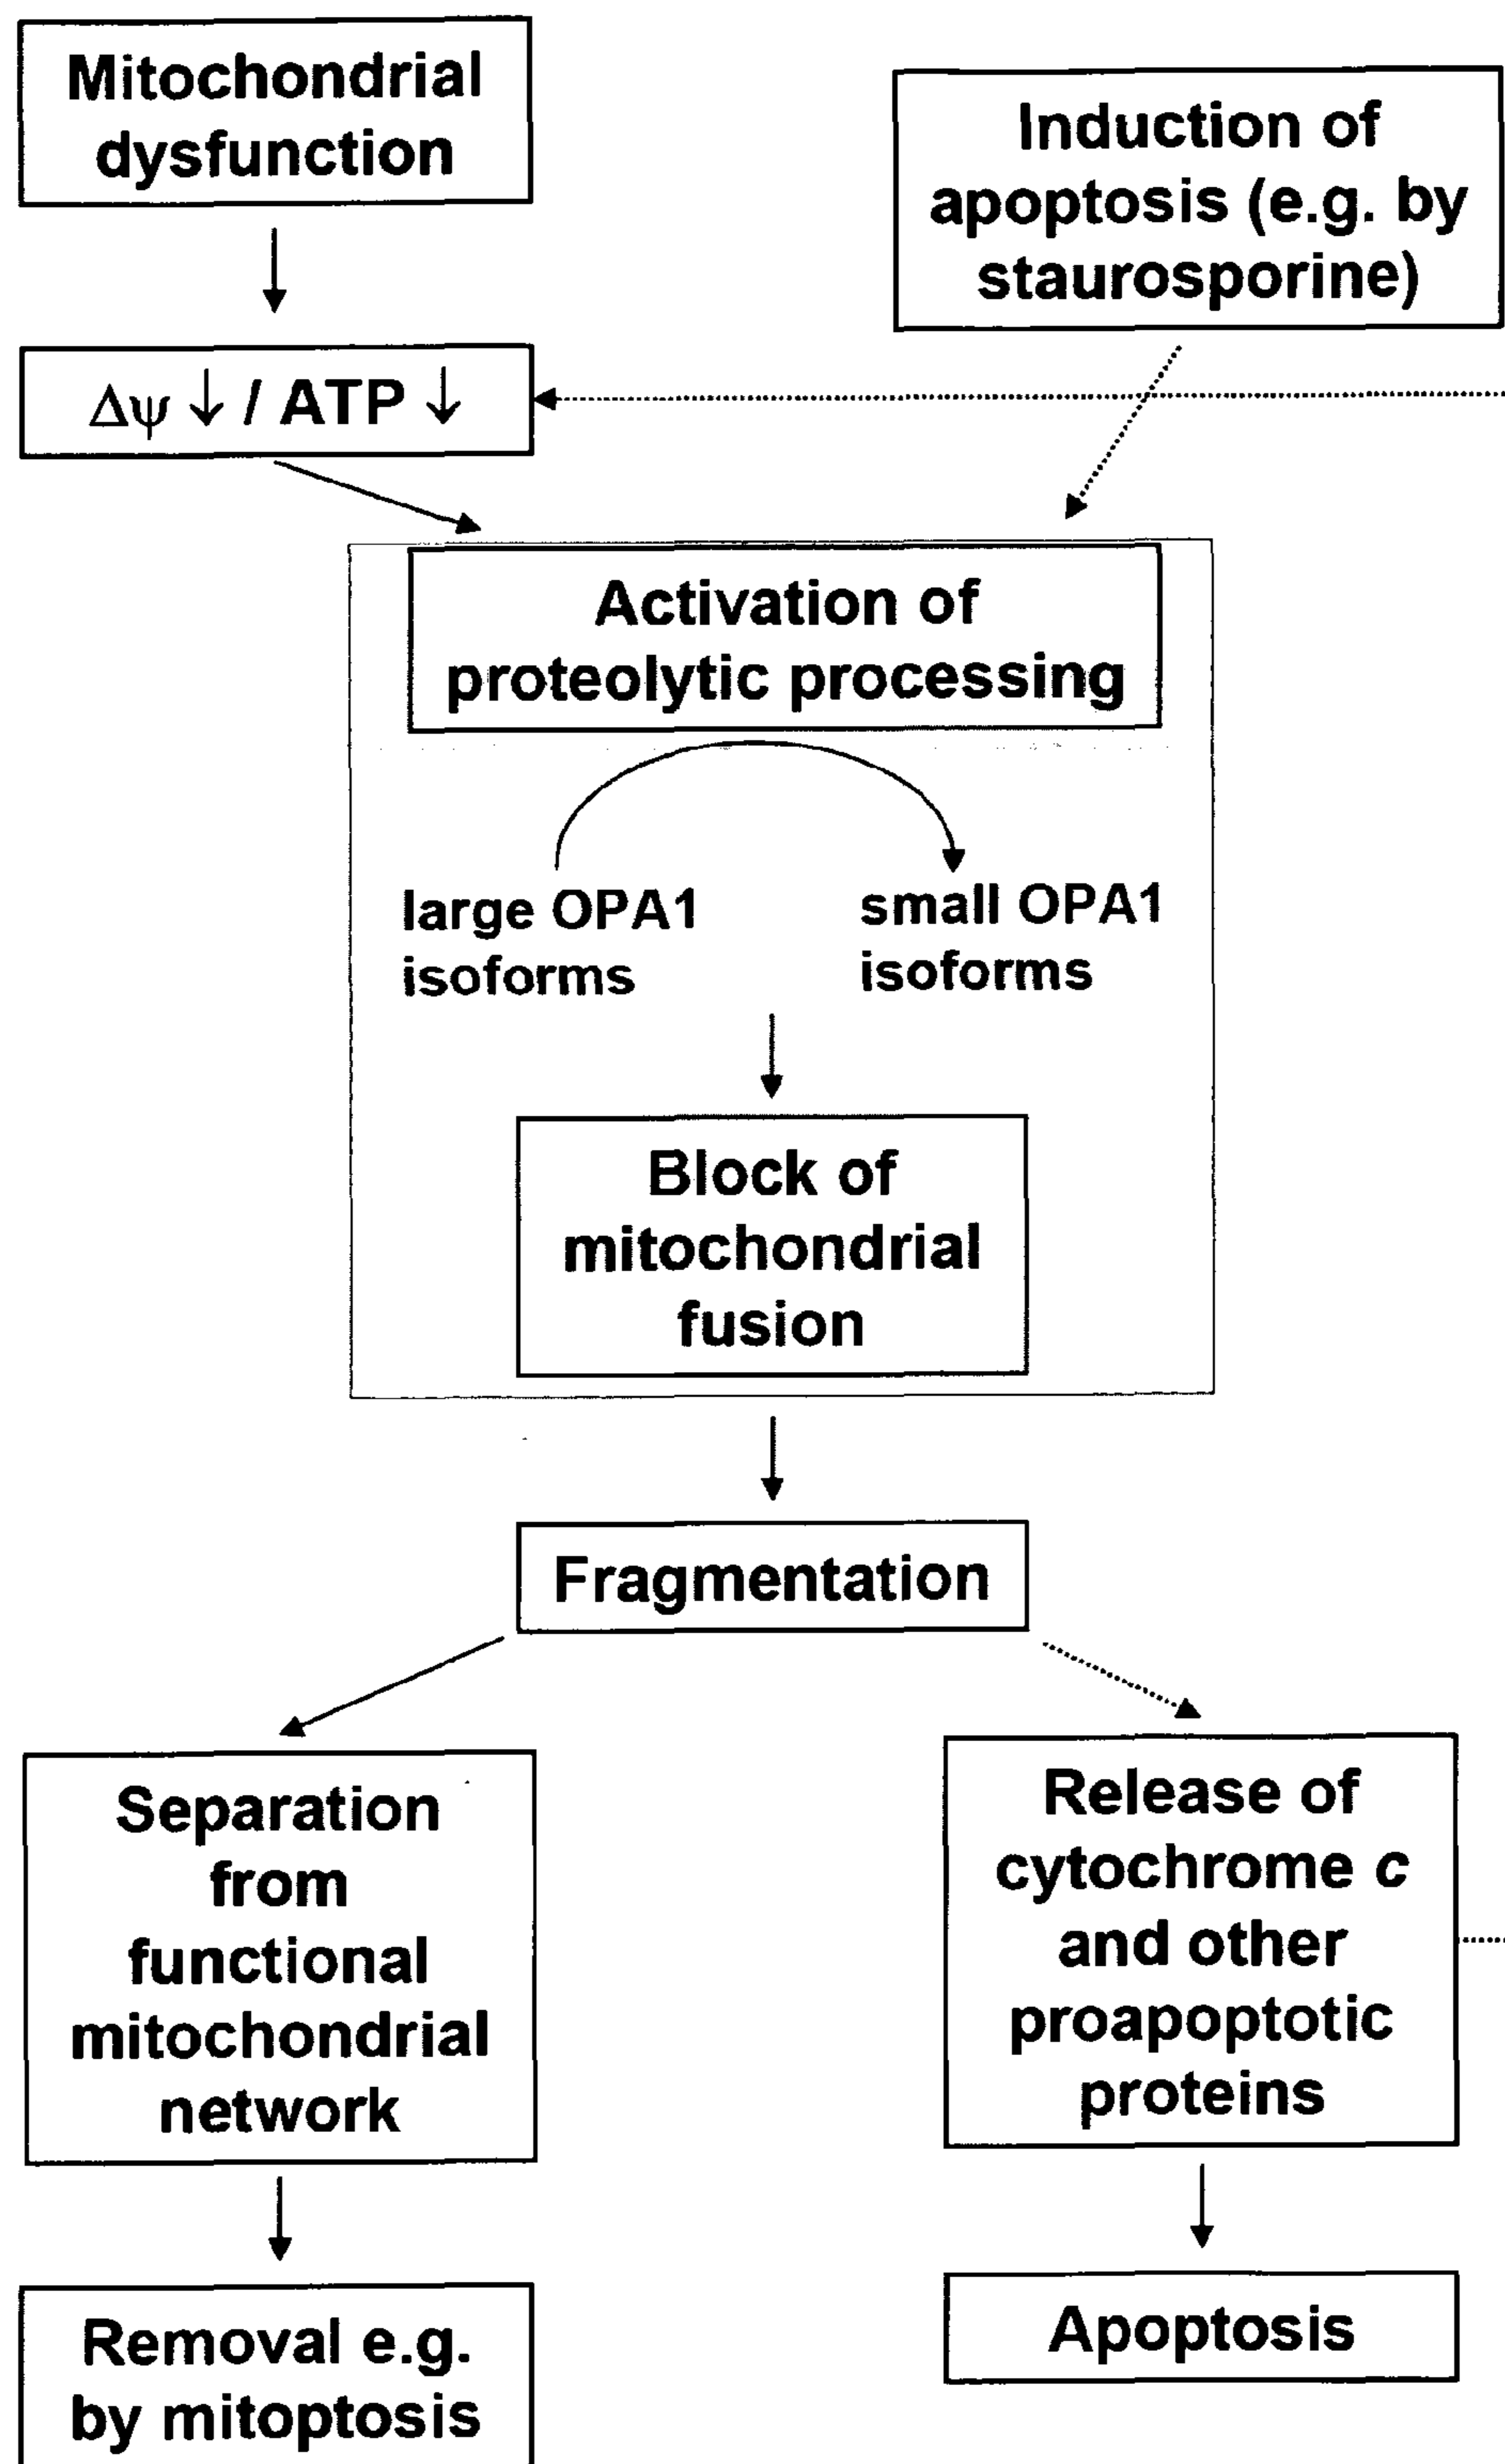 Mitochondrial
dysfunction
Induction of
apoptosis (e.g. by
staurosporine)
Δψ ↓ / ATP ↓
Activation of
proteolytic processing
large OPA1
isoforms
small OPA1
isoforms
Block of
mitochondrial
fusion
Fragmentation
Separation
from
functional
mitochondrial
network
Release of
cytochrome c
and other
proapoptotic
proteins
Removal e.g.
by mitoptosis
Apoptosis